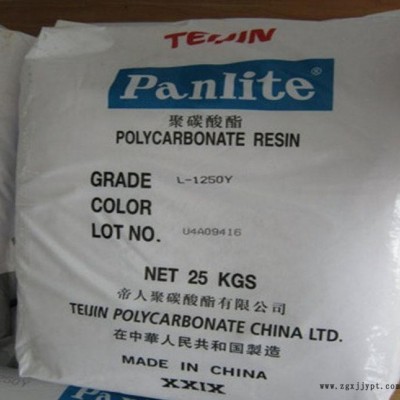 TEIJIN
Panlite®
聚碳酸酯
POLYCARBONATE RESIN
GRADE L-1250Y
COLOR
LOT NO. U4A09416
NET 25 KGS
帝人聚碳酸酯有限公司
TEIJIN POLYCARBONATE CHINA LTD.
在中華人民共和国製造
MADE IN CHINA
XXIX
Panlite
www.zgxjjypt.com